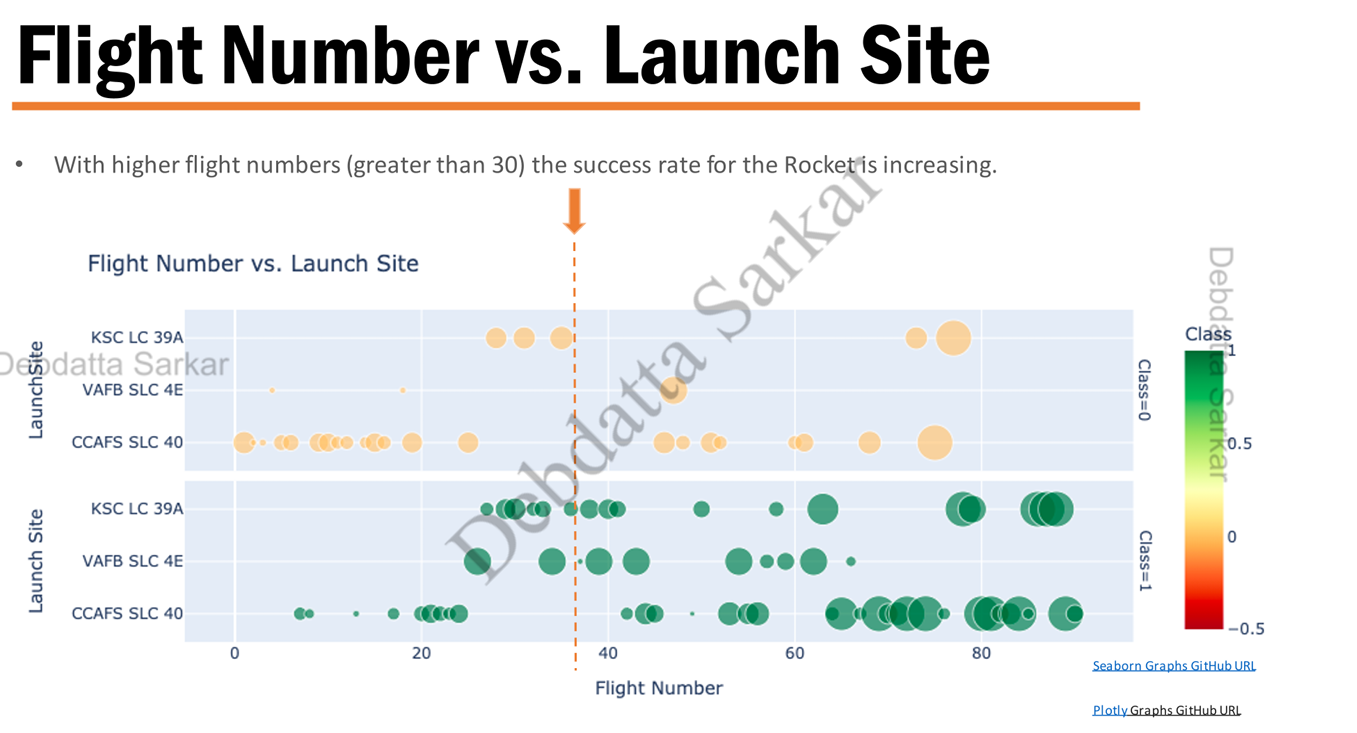 Flight Number vs. Launch Site
• With higher flight numbers (greater than 30) the success rate for the Rocket is increasing.
Flight Number vs. Launch Site
LaunchSite
KSC LC 39A
VAFB SLC 4E
CCAFS SLC 40
Class=0
Launch Site
KSC LC 39A
VAFB SLC 4E
CCAFS SLC 40
Class=1
0 20 40 60 80
Flight Number
Class
1
0.5
0
−0.5
Debdatta Sarkar
Debdatta Sarkar
Debdatta Sarkar
Seaborn Graphs GitHub URL
Plotly Graphs GitHub URL